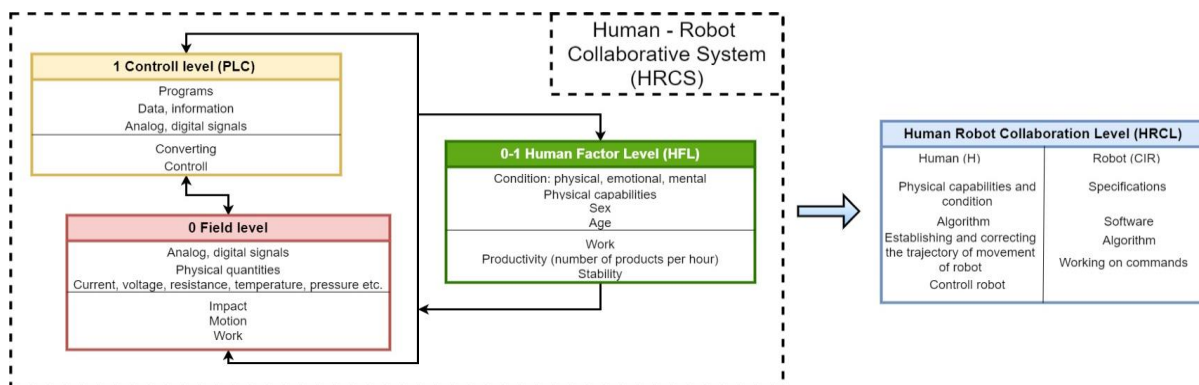 Human - Robot
Collaborative System
(HRCS)
1 Controll level (PLC)
Programs
Data, information
Analog, digital signals
Converting
Controll
0 Field level
Analog, digital signals
Physical quantities
Current, voltage, resistance, temperature, pressure etc.
Impact
Motion
Work
0-1 Human Factor Level (HFL)
Condition: physical, emotional, mental
Physical capabilities
Sex
Age
Work
Productivity (number of products per hour)
Stability
Human Robot Collaboration Level (HRCL)
Human (H)
Physical capabilities and
condition
Algorithm
Establishing and correcting
the trajectory of movement
of robot
Controll robot
Robot (CIR)
Specifications
Software
Algorithm
Working on commands